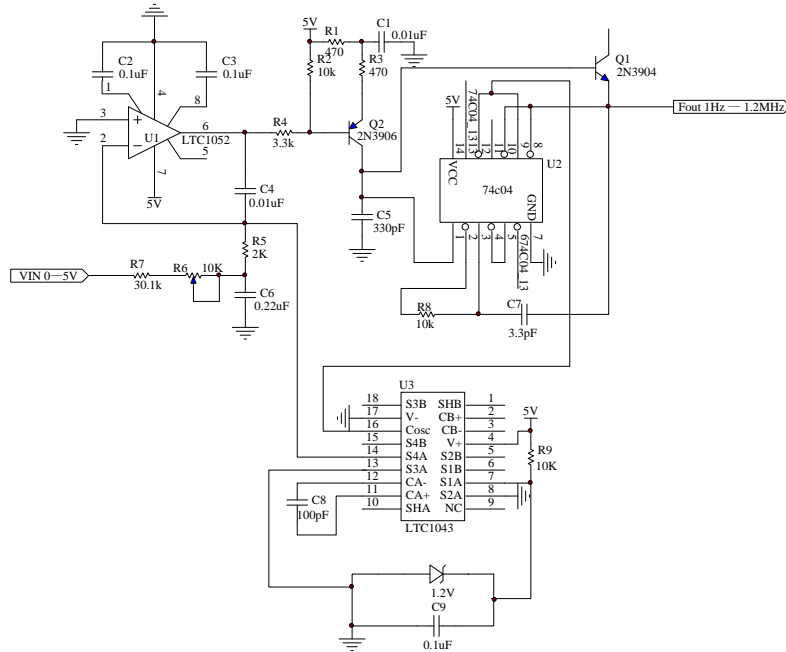 5V
R1
470
C1
0.01uF
R2
10k
R3
470
C2
0.1uF
C3
0.1uF
1
4
8
3
2
6
5
7
U1
LTC1052
5V
R4
3.3k
Q2
2N3906
Q1
2N3904
Fout 1Hz — 1.2MHz
5V
74C04_13
14
13
12
11
10
9
8
VCC
GND
U2
74c04
1
2
3
4
5
6
74C04_13
7
C4
0.01uF
C5
330pF
VIN 0—5V
R7
30.1k
R6
10K
R5
2K
C6
0.22uF
R8
10k
C7
3.3pF
U3
18 S3B SHB 1
17 V- CB+ 2
16 Cosc CB- 3
15 S4B V+ 4
14 S4A S2B 5
13 S3A S1B 6
12 CA- S1A 7
11 CA+ S2A 8
10 SHA NC 9
LTC1043
5V
R9
10K
C8
100pF
1.2V
C9
0.1uF